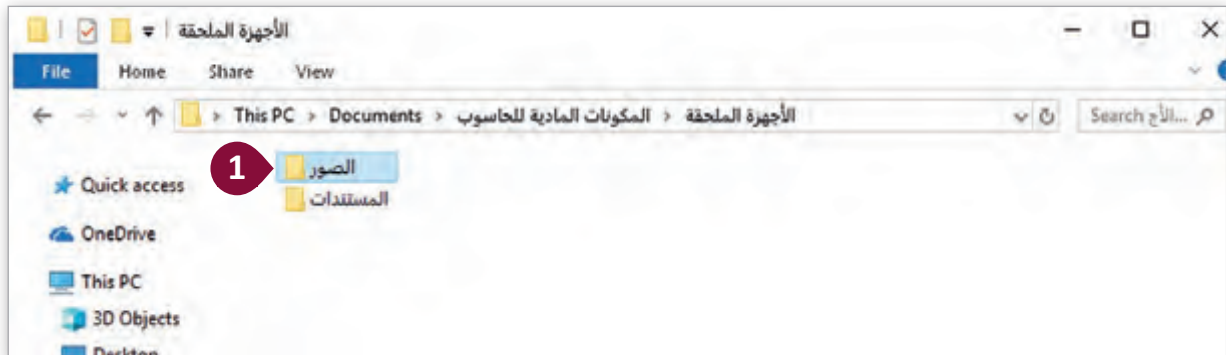 الأجهزة الملحقة
File Home Share View
This PC > Documents > المكونات المادية للحاسوب > الأجهزة الملحقة
Search الأج...
1
الصور
Quick access
المستندات
OneDrive
This PC
3D Objects
Desktop